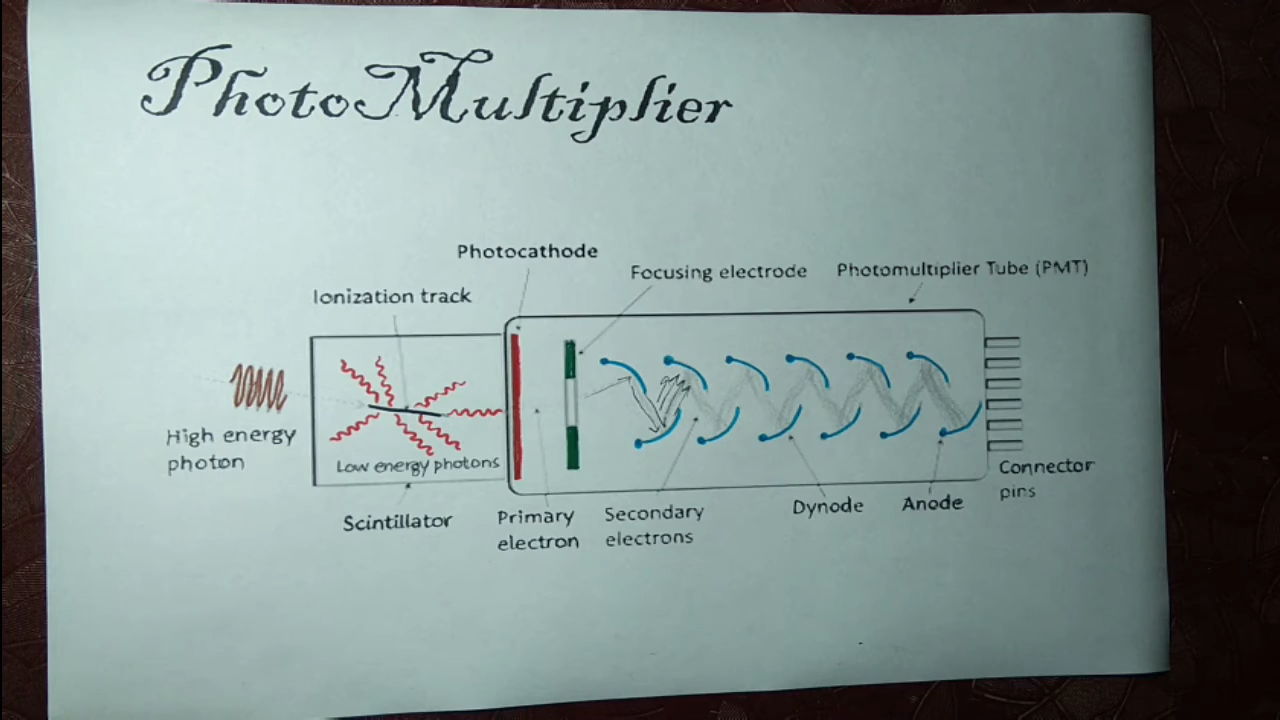 PhotoMultiplier
Photocathode
Focusing electrode
Photomultiplier Tube (PMT)
Ionization track
High energy
photon
Low energy photons
Scintillator
Primary
electron
Secondary
electrons
Dynode
Anode
Connector
pins